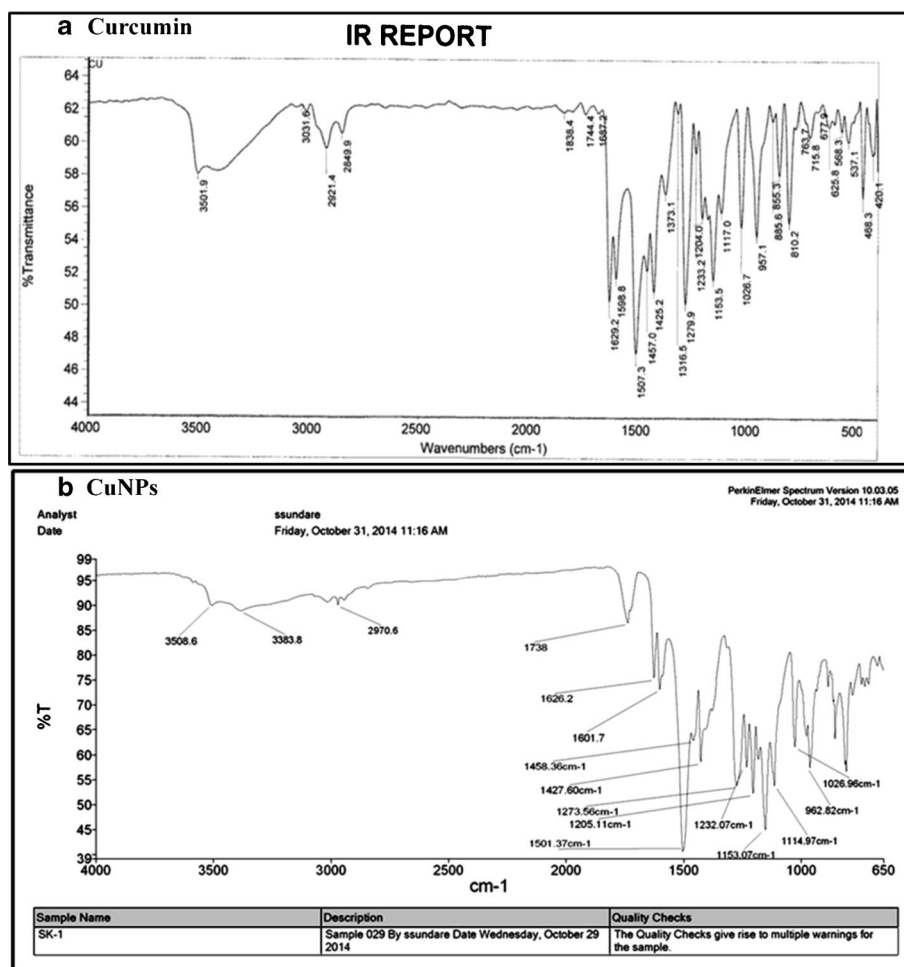 a Curcumin
IR REPORT
CU
64
62
60
58
56
54
52
50
48
46
44
%Transmittance
3501.9
3031.6
2921.4
2849.9
1838.4
1744.4
1687.2
1629.2
1598.8
1507.3
1457.0
1425.2
1373.1
1316.5
1279.9
1233.2
1204.0
1153.5
1117.0
1026.7
957.1
885.6
855.3
810.2
763.7
715.8
677.9
625.8
568.3
537.1
468.3
420.1
4000 3500 3000 2500 2000 1500 1000 500
Wavenumbers (cm-1)
b CuNPs
PerkinElmer Spectrum Version 10.03.05
Friday, October 31, 2014 11:16 AM
Analyst ssundare
Date Friday, October 31, 2014 11:16 AM
99
95
90
85
80
75
70
65
60
55
50
45
39
%T
3508.6
3383.8
2970.6
1738
1626.2
1601.7
1458.36cm-1
1427.60cm-1
1273.56cm-1
1205.11cm-1
1501.37cm-1
1232.07cm-1
1153.07cm-1
1114.97cm-1
962.82cm-1
1026.96cm-1
4000 3500 3000 2500 2000 1500 1000 650
cm-1
Sample Name Description Quality Checks
SK-1 Sample 029 By ssundare Date Wednesday, October 29 2014 The Quality Checks give rise to multiple warnings for the sample.